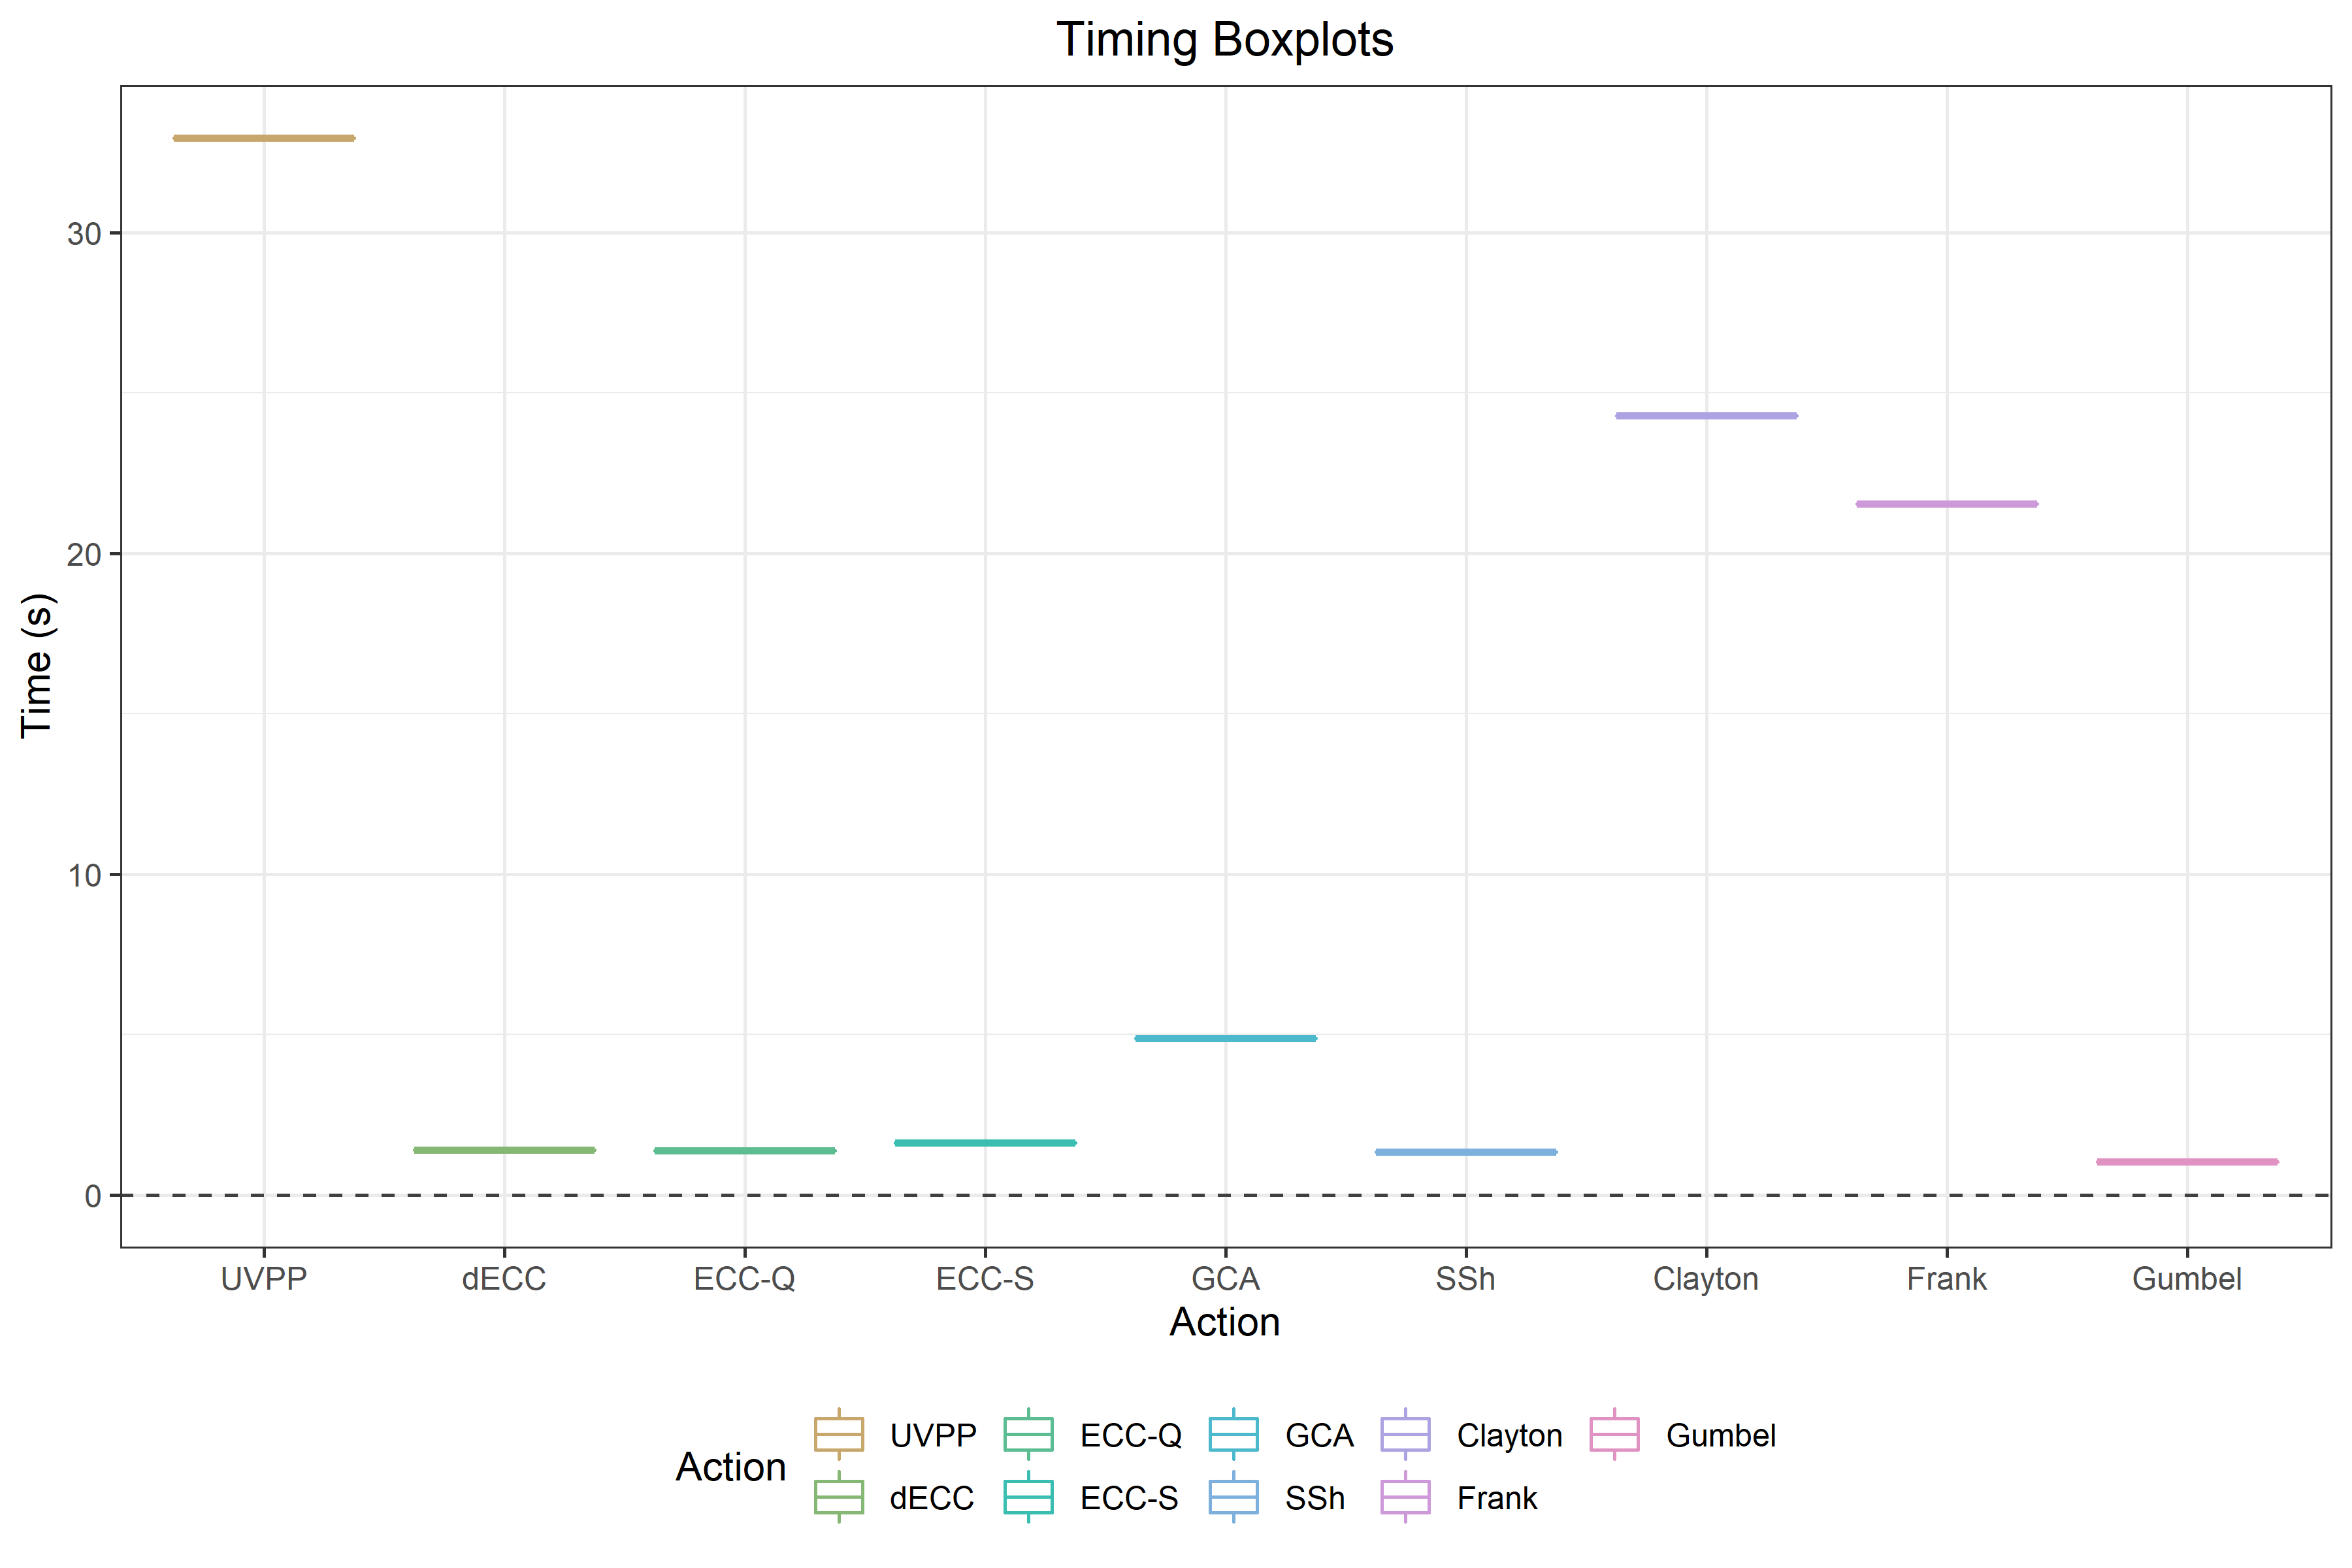 Timing Boxplots
Time (s)
30
20
10
0
UVPP dECC ECC-Q ECC-S GCA SSh Clayton Frank Gumbel
Action
Action
UVPP ECC-Q GCA Clayton Gumbel
dECC ECC-S SSh Frank